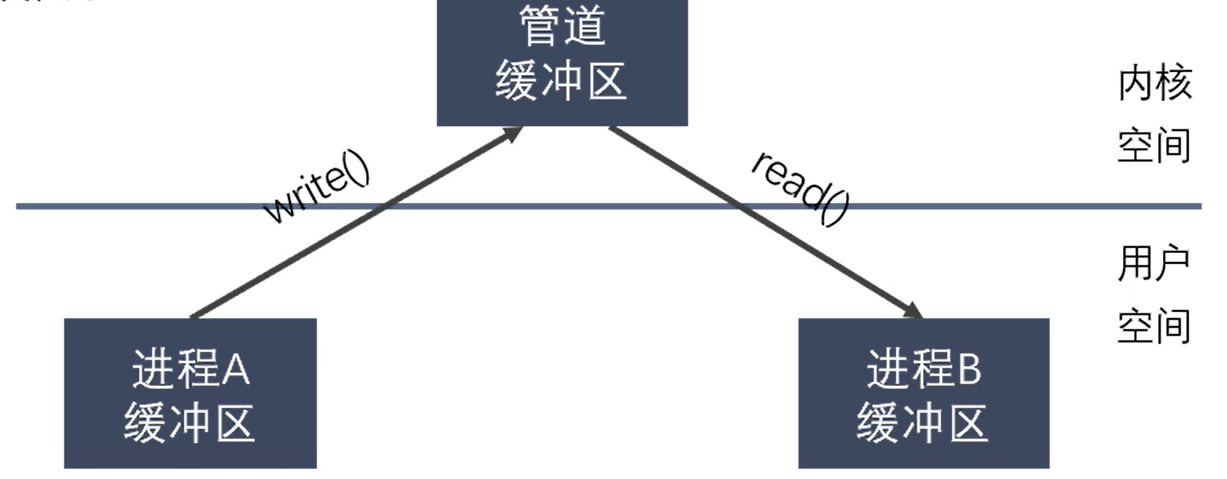 管道
缓冲区
内核
空间
write()
read()
用户
空间
进程A
缓冲区
进程B
缓冲区